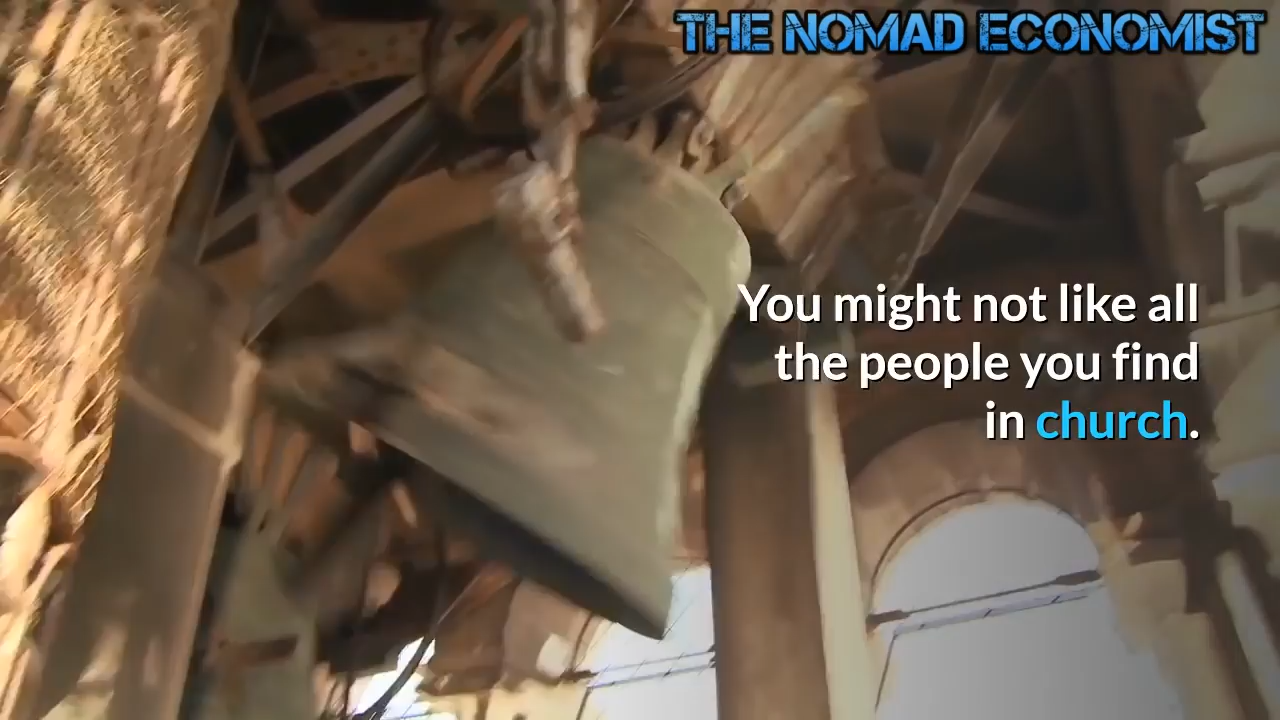 THE NOMAD ECONOMIST
You might not like all
the people you find
in church.